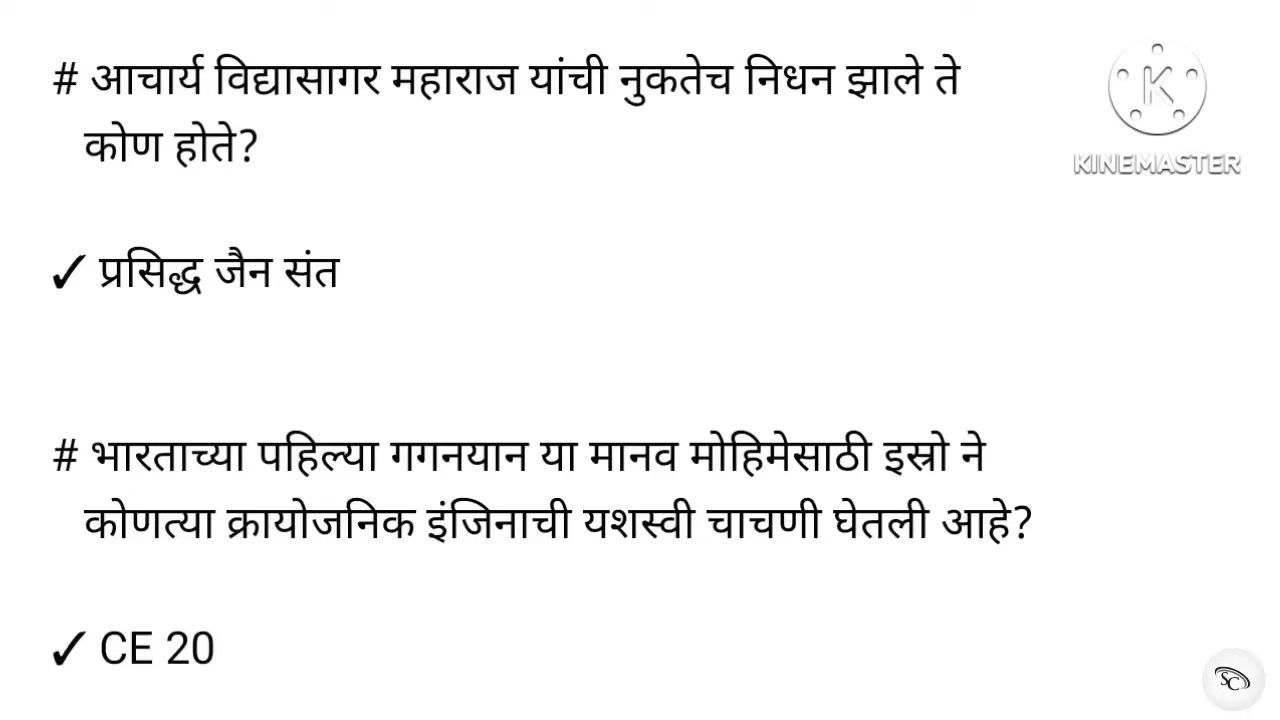 # आचार्य विद्यासागर महाराज यांची नुकतेच निधन झाले ते
कोण होते?
KINEMASTER
✓ प्रसिद्ध जैन संत
# भारताच्या पहिल्या गगनयान या मानव मोहिमेसाठी इस्रो ने
कोणत्या क्रायोजनिक इंजिनाची यशस्वी चाचणी घेतली आहे?
✓ CE 20
SC